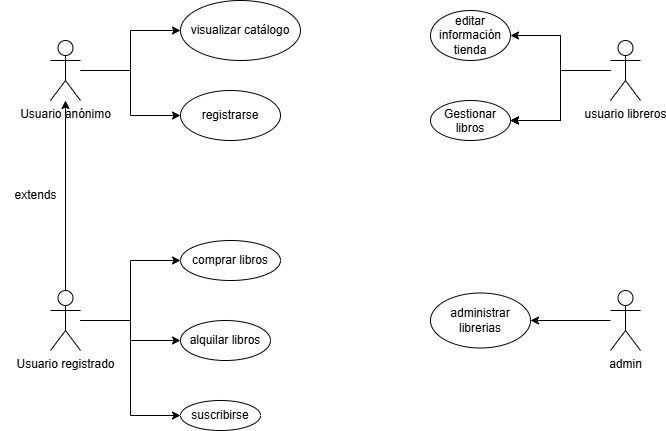 visualizar catálogo
editar
información
tienda
Usuario anónimo
registrarse
Gestionar
libros
usuario libreros
extends
comprar libros
administrar
librerias
Usuario registrado
alquilar libros
admin
suscribirse